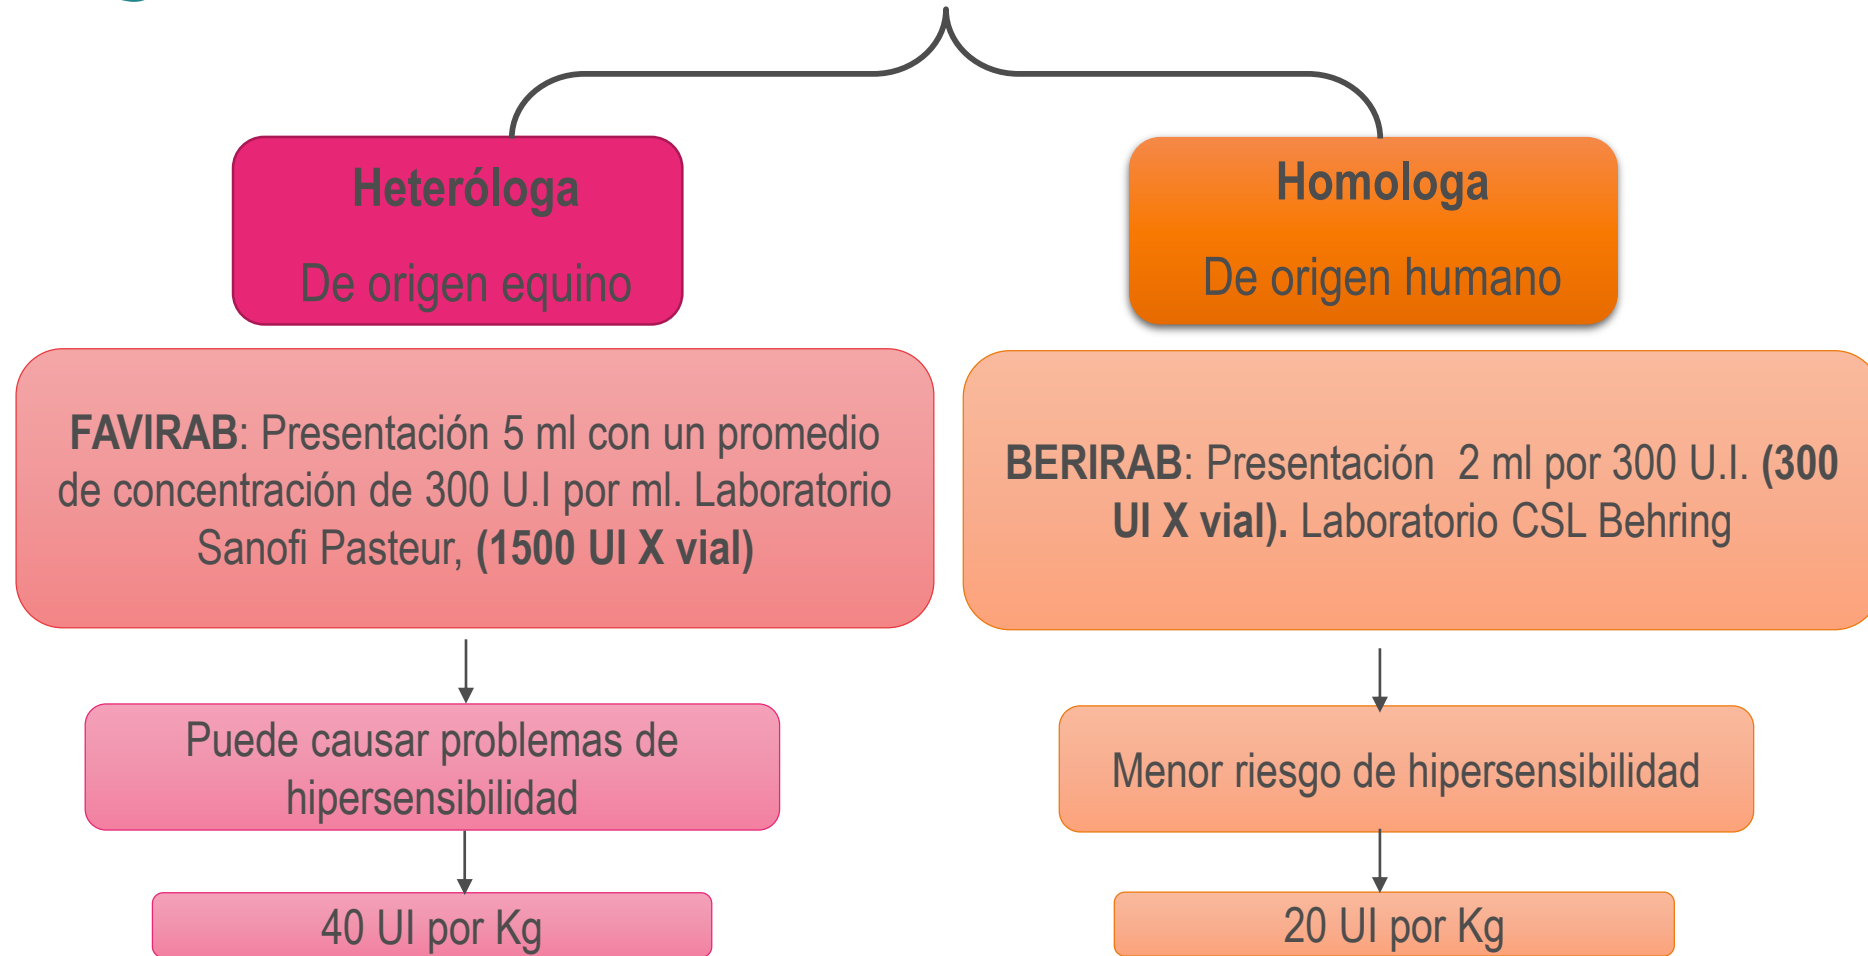 Heteróloga
De origen equino
Homologa
De origen humano
FAVIRAB: Presentación 5 ml con un promedio
de concentración de 300 U.I por ml. Laboratorio
Sanofi Pasteur, (1500 UI X vial)
BERIRAB: Presentación 2 ml por 300 U.I. (300
UI X vial). Laboratorio CSL Behring
Puede causar problemas de
hipersensibilidad
Menor riesgo de hipersensibilidad
40 UI por Kg
20 UI por Kg